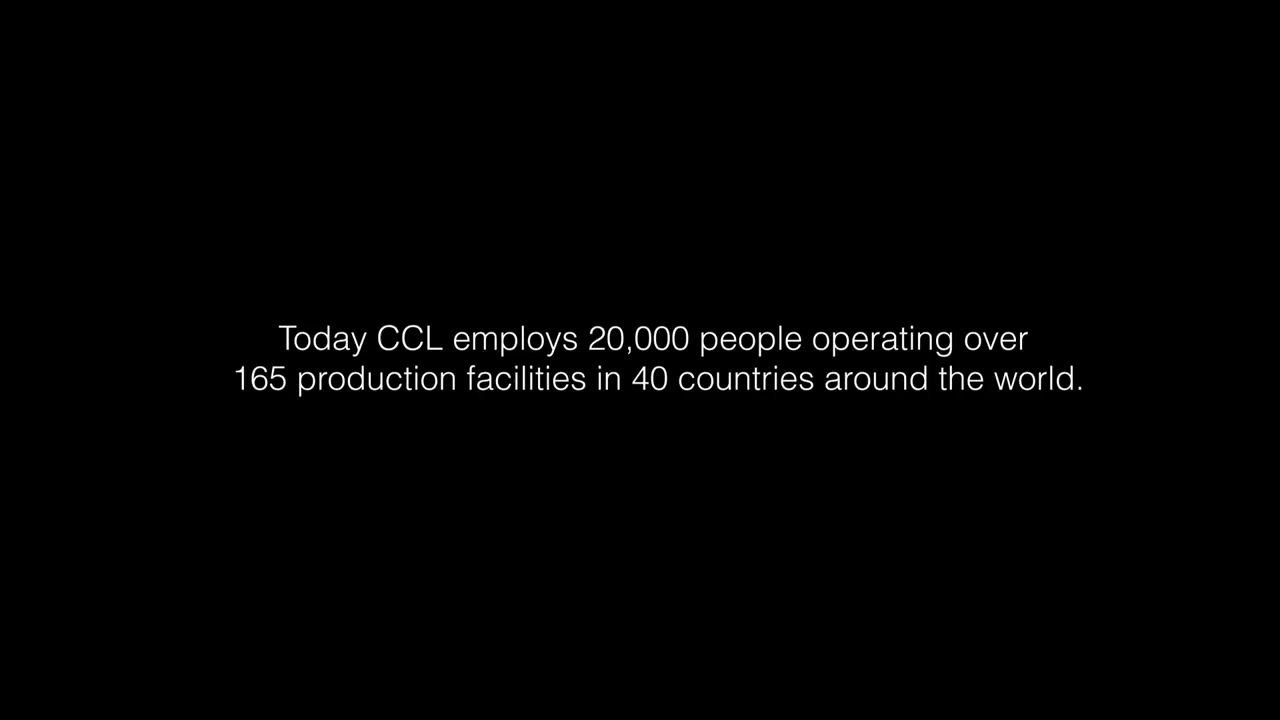 Today CCL employs 20,000 people operating over
165 production facilities in 40 countries around the world.